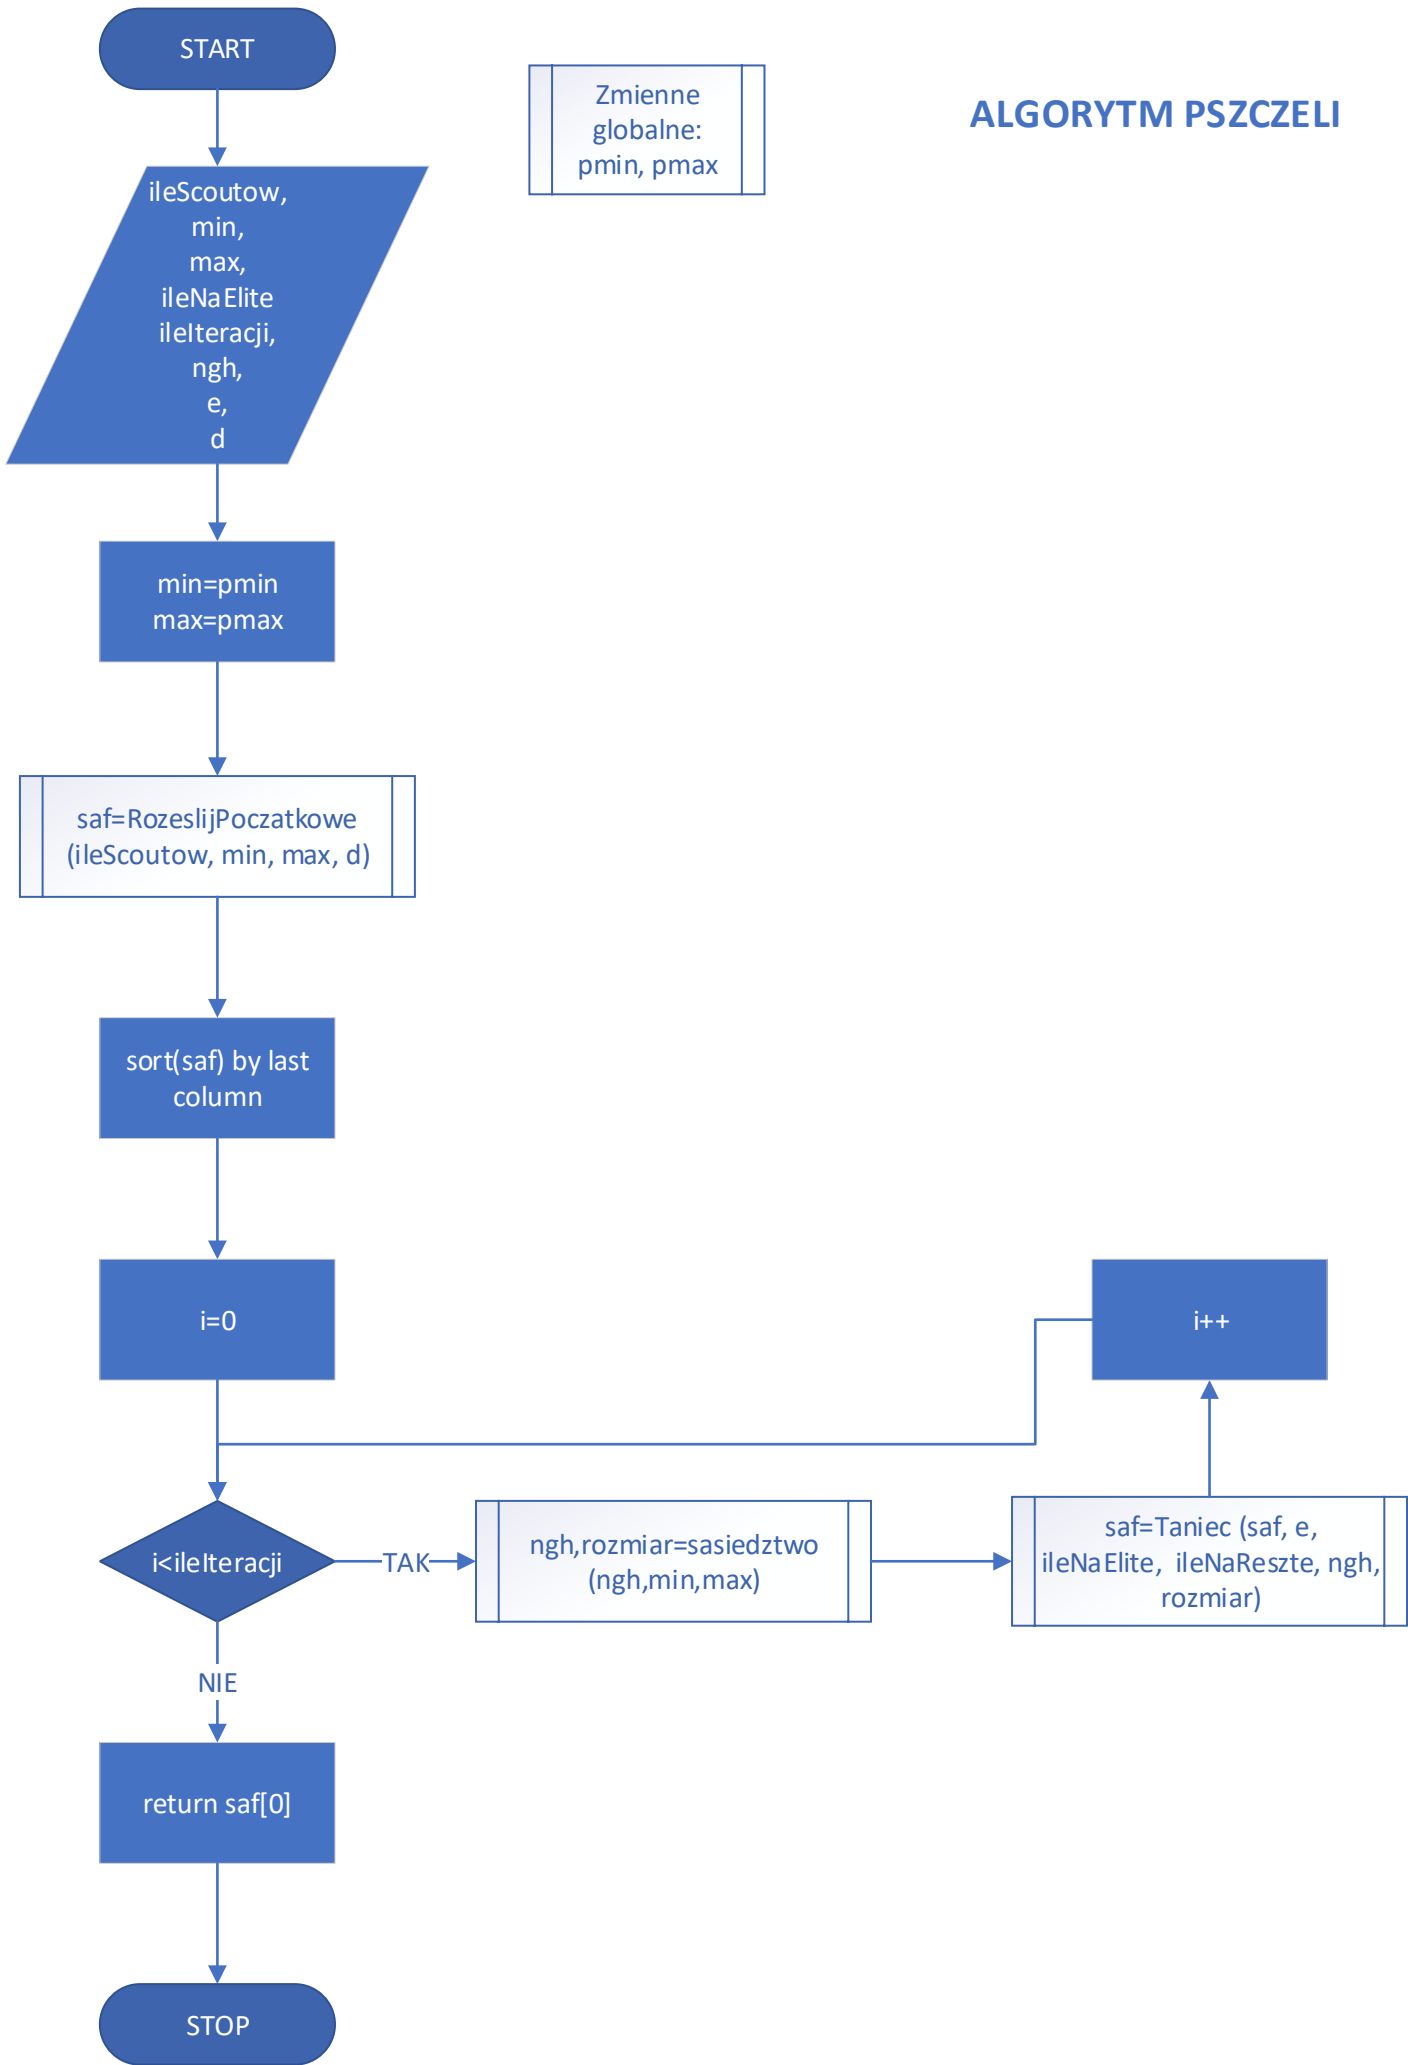 START
Zmienne
globalne:
pmin, pmax
ALGORYTM PSZCZELI
ileScoutow,
min,
max,
ileNaElite
ileIteracji,
ngh,
e,
d
min=pmin
max=pmax
saf=RozeslijPoczatkowe
(ileScoutow, min, max, d)
sort(saf) by last
column
i=0
i++
i<ileIteracji
TAK
ngh,rozmiar=sasiedztwo
(ngh,min,max)
saf=Taniec (saf, e,
ileNaElite, ileNaReszte, ngh,
rozmiar)
NIE
return saf[0]
STOP